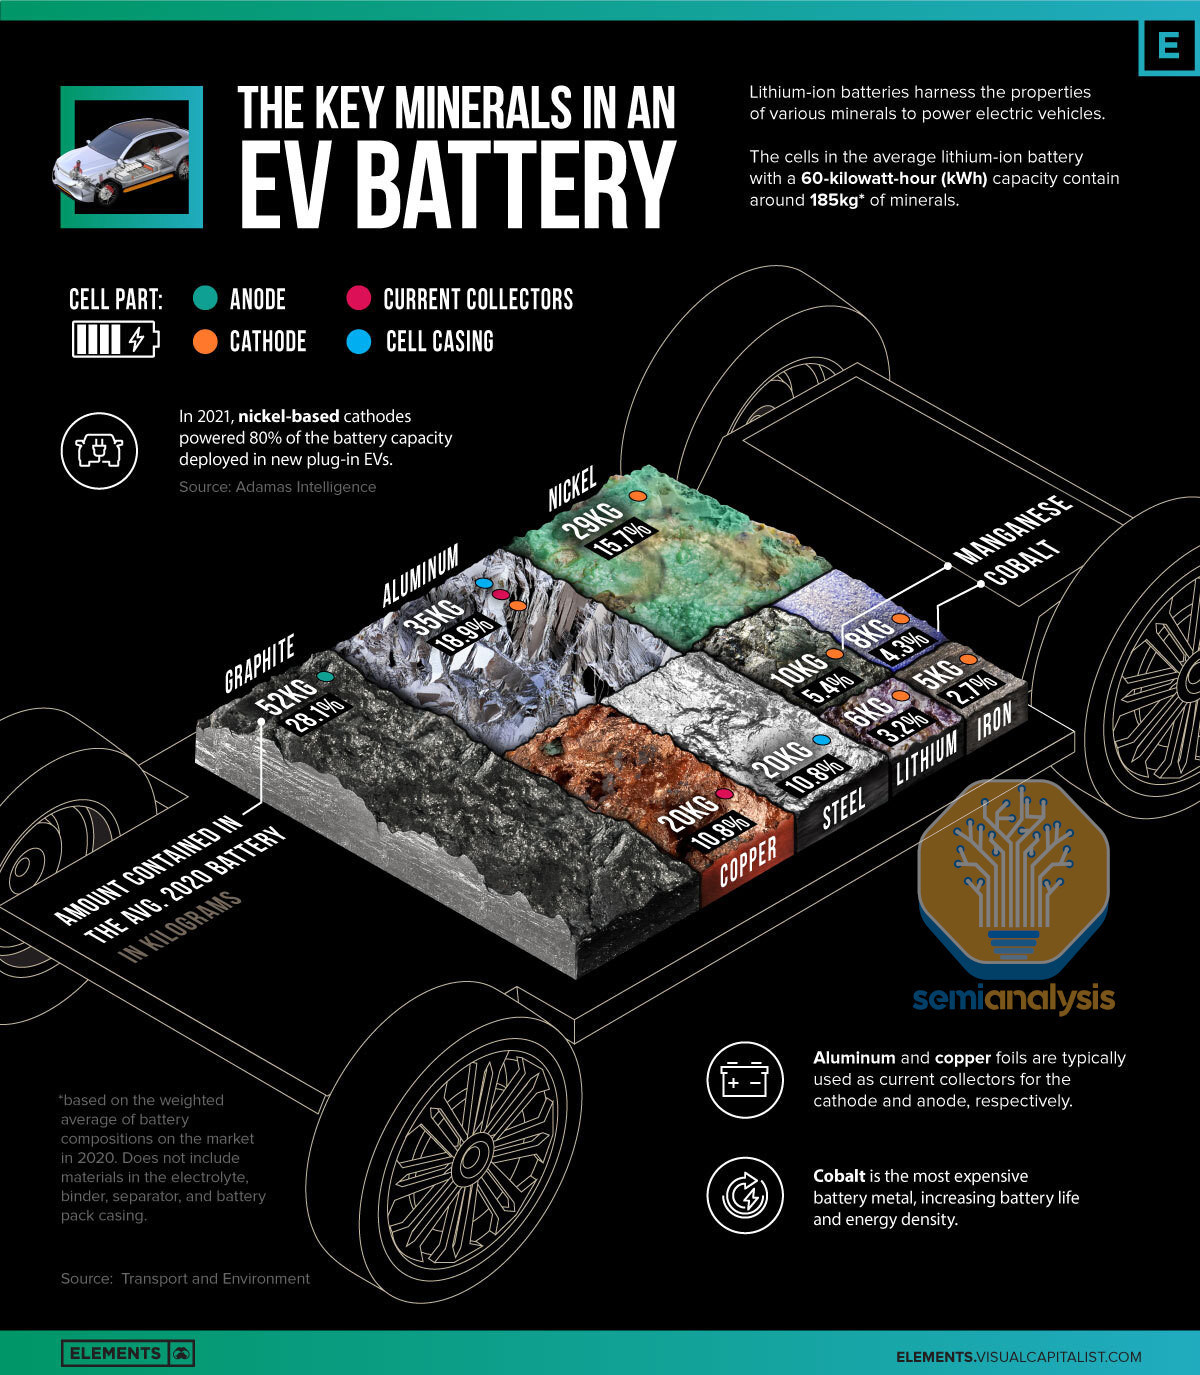 E
THE KEY MINERALS IN AN
EV BATTERY
Lithium-ion batteries harness the properties
of various minerals to power electric vehicles.
The cells in the average lithium-ion battery
with a 60-kilowatt-hour (kWh) capacity contain
around 185kg* of minerals.
CELL PART:
ANODE
CURRENT COLLECTORS
CATHODE
CELL CASING
In 2021, nickel-based cathodes
powered 80% of the battery capacity
deployed in new plug-in EVs.
Source: Adamas Intelligence
NICKEL
29KG
15.7%
MANGANESE
COBALT
ALUMINUM
35KG
18.9%
GRAPHITE
52KG
28.1%
10KG
5.4%
8KG
4.3%
5KG
2.7%
IRON
6KG
3.2%
LITHIUM
20KG
10.8%
STEEL
20KG
10.8%
COPPER
AMOUNT CONTAINED IN
THE AVG. 2020 BATTERY
IN KILOGRAMS
semianalysis
Aluminum and copper foils are typically
used as current collectors for the
cathode and anode, respectively.
*based on the weighted
average of battery
compositions on the market
in 2020. Does not include
materials in the electrolyte,
binder, separator, and battery
pack casing.
Cobalt is the most expensive
battery metal, increasing battery life
and energy density.
Source: Transport and Environment
ELEMENTS
ELEMENTS.VISUALCAPITALIST.COM